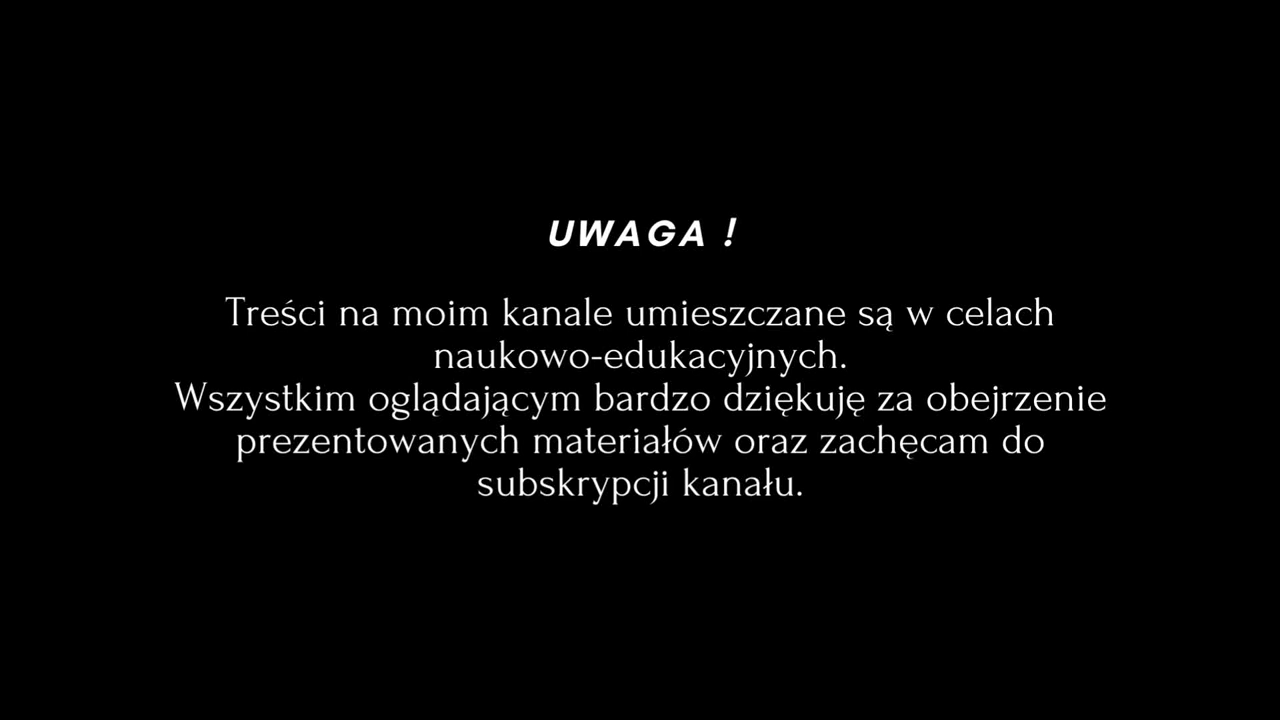 UWAGA !
Treści na moim kanale umieszczane są w celach
naukowo-edukacyjnych.
Wszystkim oglądającym bardzo dziękuję za obejrzenie
prezentowanych materiałów oraz zachęcam do
subskrypcji kanału.